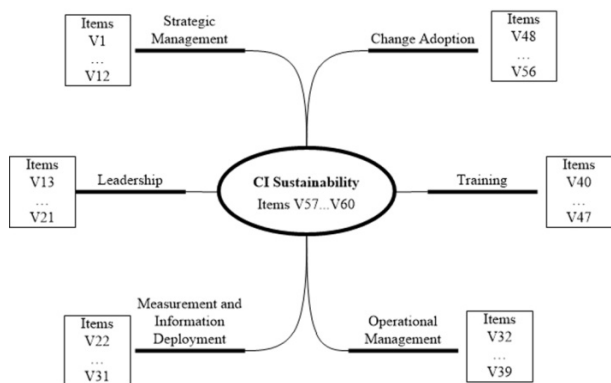 Items
V1
...
V12
Strategic
Management
Change Adoption
Items
V48
...
V56
Items
V13
...
V21
Leadership
CI Sustainability
Items V57...V60
Training
Items
V40
...
V47
Items
V22
...
V31
Measurement and
Information
Deployment
Operational
Management
Items
V32
...
V39